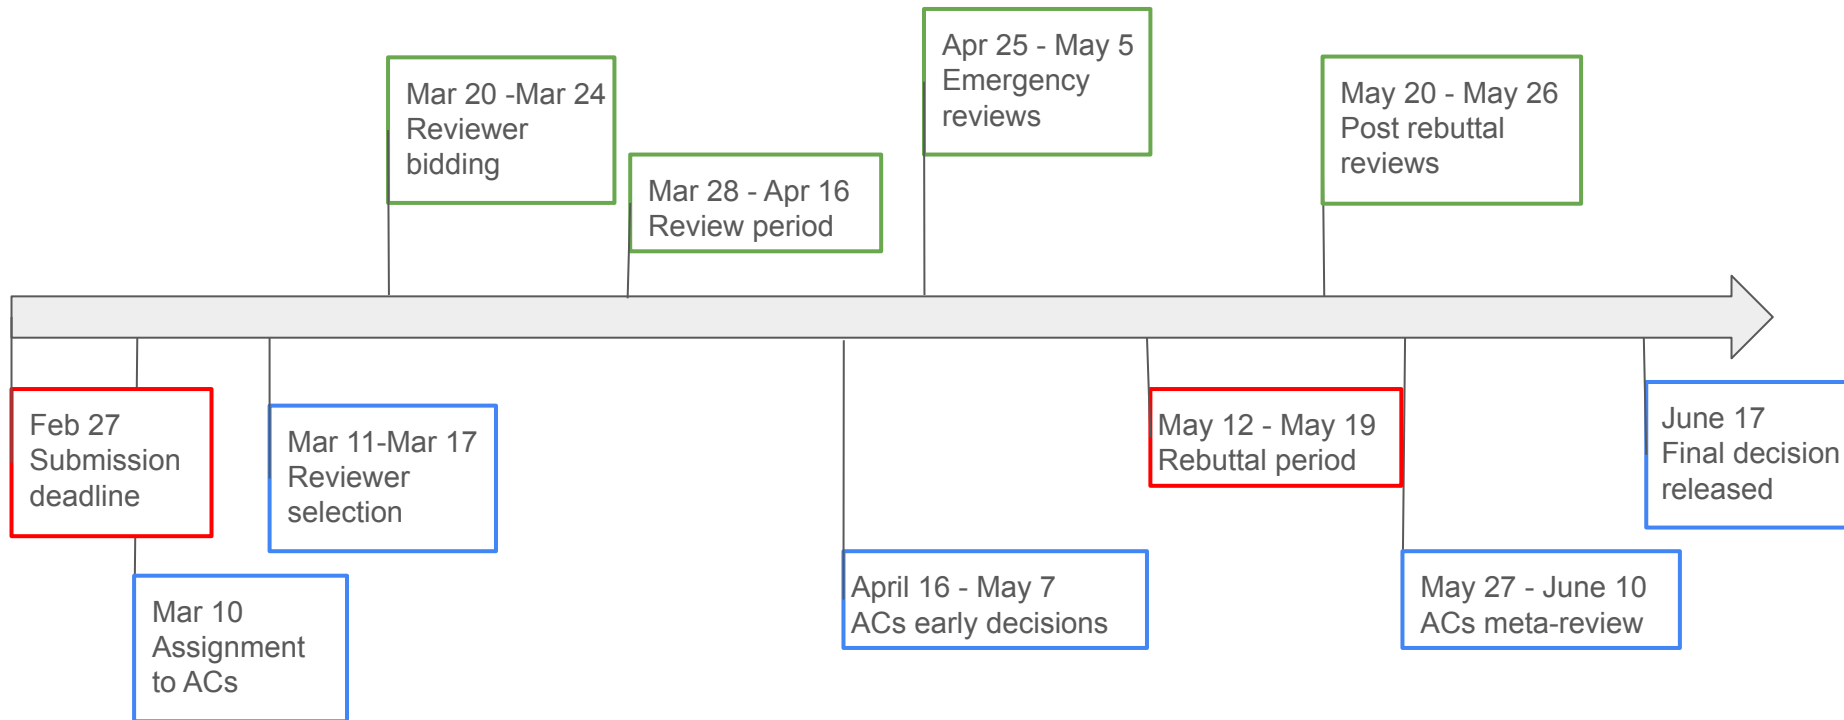 Apr 25 - May 5
Emergency
reviews
Mar 20 -Mar 24
Reviewer
bidding
May 20 - May 26
Post rebuttal
reviews
Mar 28 - Apr 16
Review period
Feb 27
Submission
deadline
Mar 11-Mar 17
Reviewer
selection
May 12 - May 19
Rebuttal period
June 17
Final decision
released
Mar 10
Assignment
to ACs
April 16 - May 7
ACs early decisions
May 27 - June 10
ACs meta-review